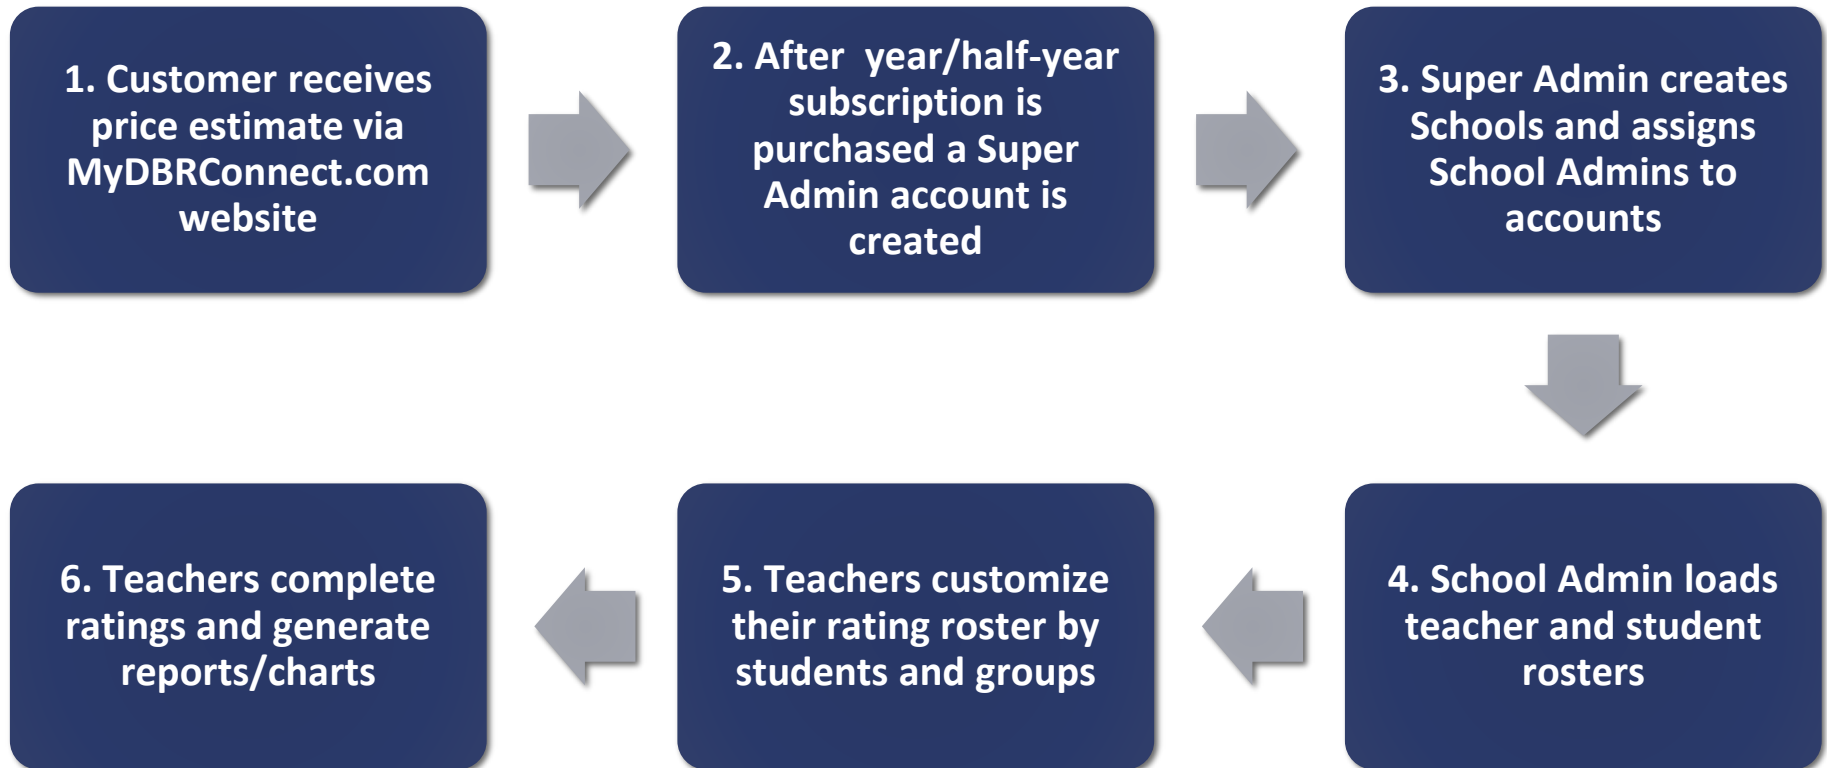 1. Customer receives
price estimate via
MyDBRConnect.com
website
2. After  year/half-year
subscription is
purchased a Super
Admin account is
created
3. Super Admin creates
Schools and assigns
School Admins to
accounts
4. School Admin loads
teacher and student
rosters
5. Teachers customize
their rating roster by
students and groups
6. Teachers complete
ratings and generate
reports/charts